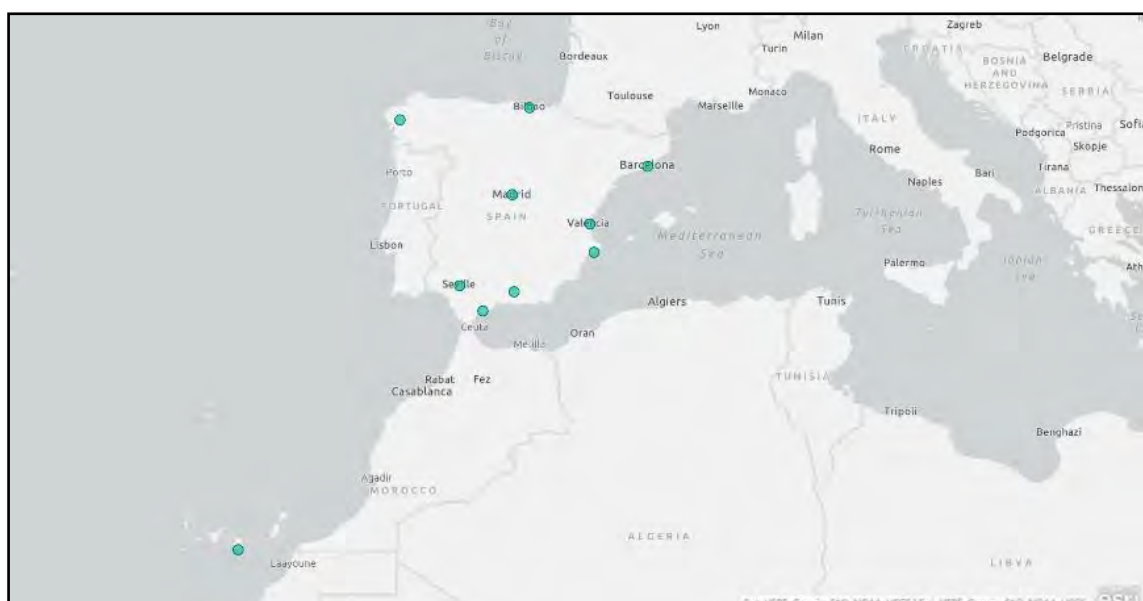 Bay
of
Biscay
Lyon
Milan
Zagreb
Turin
CROATIA
Bordeaux
BOSNIA
AND
HERZEGOVINA
Belgrade
SERBIA
Toulouse
Monaco
Marseille
Bilbao
ITALY
Podgorica
Pristina
Sofia
Skopje
Rome
Barcelona
Porto
Naples
Bari
Tirana
ALBANIA
Thessalon
Madrid
PORTUGAL
SPAIN
Valencia
Mediterranean
Sea
Tyrrhenian
Sea
GREECE
Lisbon
Palermo
Ionian
Sea
Ath
Seville
Algiers
Tunis
Ceuta
Melilla
Oran
Rabat
Fez
Casablanca
TUNISIA
Tripoli
Benghazi
Agadir
MOROCCO
ALGERIA
LIBYA
Laayoune
esri